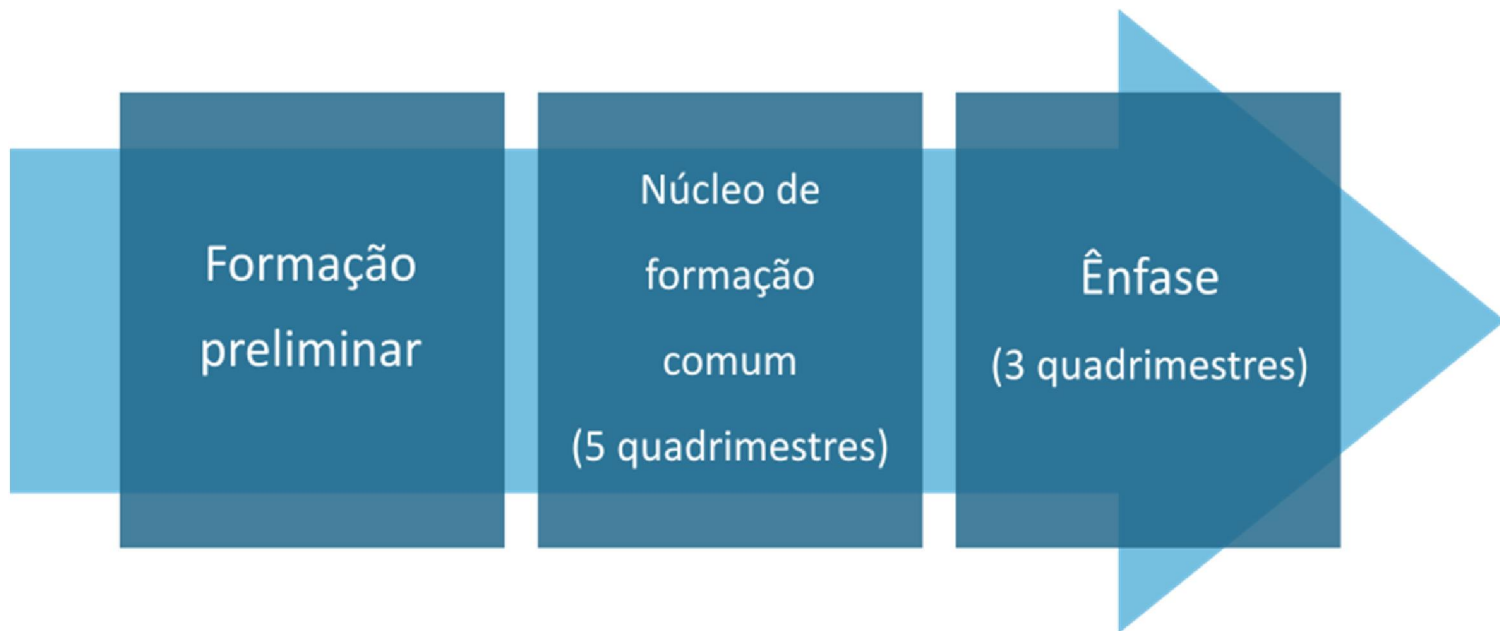 Formação
preliminar
Núcleo de
formação
comum
(5 quadrimestres)
Ênfase
(3 quadrimestres)